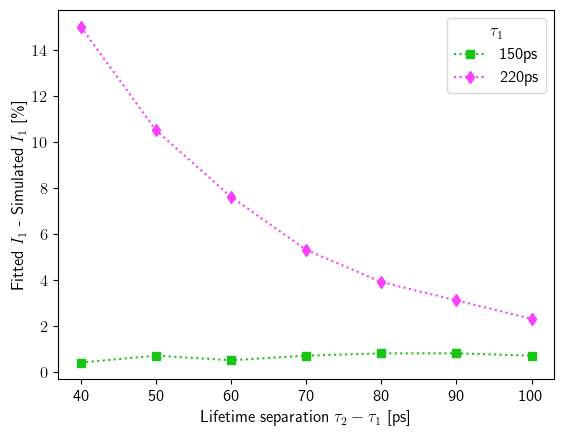 τ₁
150ps
220ps
Fitted I₁ - Simulated I₁ [%]
14
12
10
8
6
4
2
0
40 50 60 70 80 90 100
Lifetime separation τ₂ − τ₁ [ps]